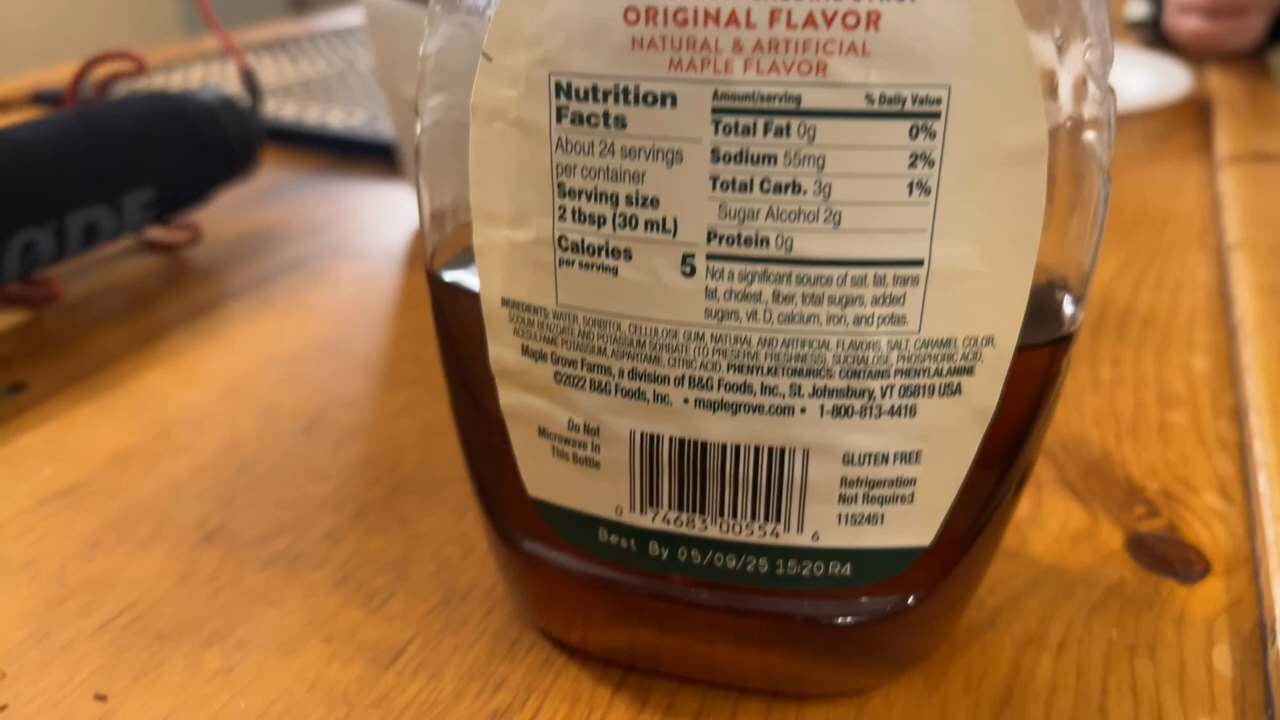 ORIGINAL FLAVOR
NATURAL & ARTIFICIAL
MAPLE FLAVOR
Nutrition
Facts
About 24 servings
per container
Serving size
2 tbsp (30 mL)
Calories 5
per serving
Amount/serving % Daily Value
Total Fat 0g 0%
Sodium 55mg 2%
Total Carb. 3g 1%
Sugar Alcohol 2g
Protein 0g
Not a significant source of sat. fat, trans
fat, cholest., fiber, total sugars, added
sugars, vit. D, calcium, iron, and potas.
INGREDIENTS: WATER, SORBITOL, CELLULOSE GUM, NATURAL AND ARTIFICIAL FLAVORS, SALT, CARAMEL COLOR,
SODIUM BENZOATE AND POTASSIUM SORBATE (TO PRESERVE FRESHNESS), SUCRALOSE, PHOSPHORIC ACID,
ACESULFAME POTASSIUM, ASPARTAME, CITRIC ACID. PHENYLKETONURICS: CONTAINS PHENYLALANINE
Maple Grove Farms, a division of B&G Foods, Inc., St. Johnsbury, VT 05819 USA
©2022 B&G Foods, Inc. • maplegrove.com • 1-800-813-4416
Do Not
Microwave In
This Bottle
GLUTEN FREE
Refrigeration
Not Required
1152451
0 74683 00554 6
Best By 05/09/25 15:20 R4